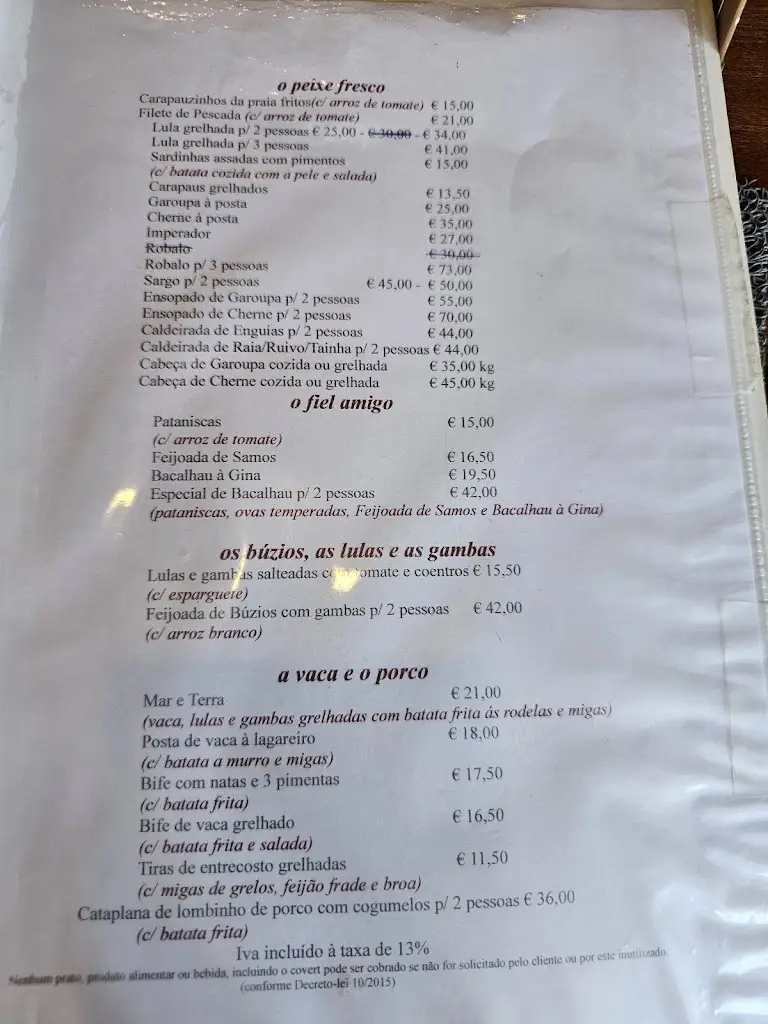 o peixe fresco
Carapauzinhos da praia fritos(c/ arroz de tomate) € 15,00
Filete de Pescada (c/ arroz de tomate) € 21,00
Lula grelhada p/ 2 pessoas € 25,00 - € 30,00 - € 34,00
Lula grelhada p/ 3 pessoas € 41,00
Sardinhas assadas com pimentos € 15,00
(c/ batata cozida com a pele e salada)
Carapaus grelhados € 13,50
Garoupa à posta € 25,00
Cherne à posta € 35,00
Imperador € 27,00
Robalo € 30,00
Robalo p/ 3 pessoas € 73,00
Sargo p/ 2 pessoas € 45,00 - € 50,00
Ensopado de Garoupa p/ 2 pessoas € 55,00
Ensopado de Cherne p/ 2 pessoas € 70,00
Caldeirada de Enguias p/ 2 pessoas € 44,00
Caldeirada de Raia/Ruivo/Tainha p/ 2 pessoas € 44,00
Cabeça de Garoupa cozida ou grelhada € 35,00 kg
Cabeça de Cherne cozida ou grelhada € 45,00 kg
o fiel amigo
Pataniscas € 15,00
(c/ arroz de tomate)
Feijoada de Samos € 16,50
Bacalhau à Gina € 19,50
Especial de Bacalhau p/ 2 pessoas € 42,00
(pataniscas, ovas temperadas, Feijoada de Samos e Bacalhau à Gina)
os búzios, as lulas e as gambas
Lulas e gambas salteadas com tomate e coentros € 15,50
(c/ esparguete)
Feijoada de Búzios com gambas p/ 2 pessoas € 42,00
(c/ arroz branco)
a vaca e o porco
Mar e Terra € 21,00
(vaca, lulas e gambas grelhadas com batata frita ás rodelas e migas)
Posta de vaca à lagareiro € 18,00
(c/ batata a murro e migas)
Bife com natas e 3 pimentas € 17,50
(c/ batata frita)
Bife de vaca grelhado € 16,50
(c/ batata frita e salada)
Tiras de entrecosto grelhadas € 11,50
(c/ migas de grelos, feijão frade e broa)
Cataplana de lombinho de porco com cogumelos p/ 2 pessoas € 36,00
(c/ batata frita)
Iva incluído à taxa de 13%
Nenhum prato, produto alimentar ou bebida, incluindo o covert pode ser cobrado se não for solicitado pelo cliente ou por este inutilizado.
(conforme Decreto-lei 10/2015)